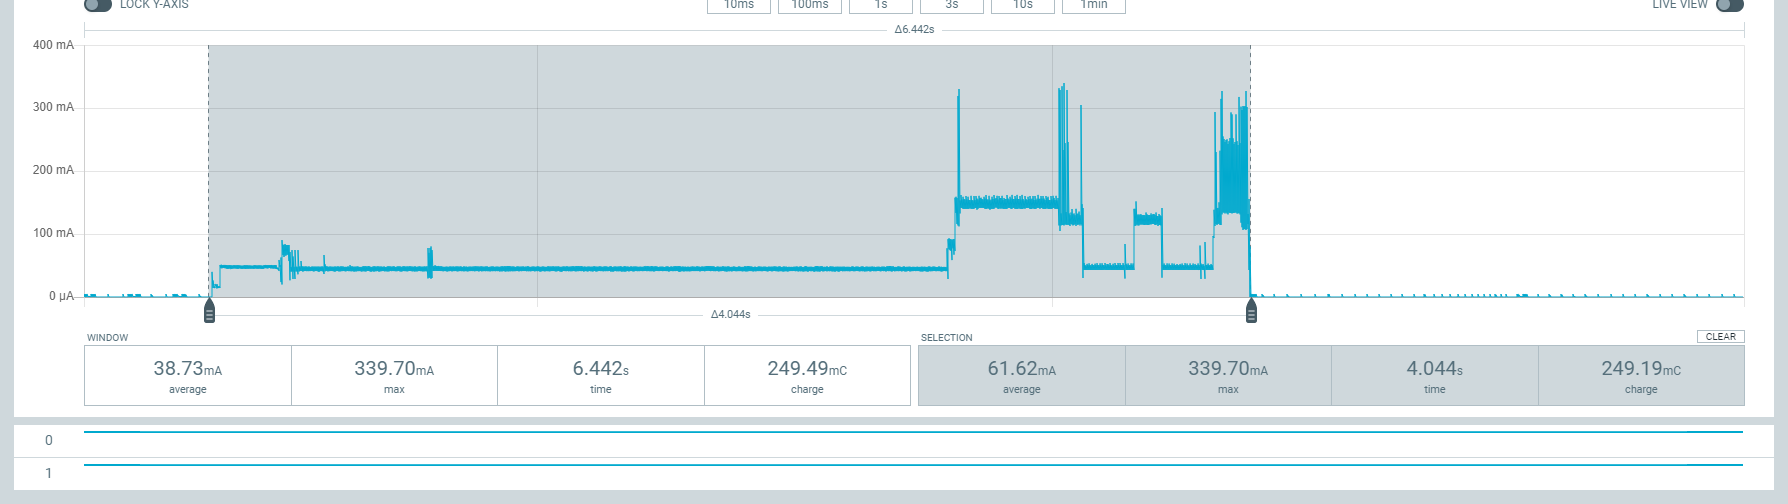 LOCK Y-AXIS 10ms 100ms 1s 3s 10s 1min LIVE VIEW
Δ6.442s
400 mA
300 mA
200 mA
100 mA
0 µA
Δ4.044s
WINDOW SELECTION CLEAR
38.73mA 339.70mA 6.442s 249.49mC 61.62mA 339.70mA 4.044s 249.19mC
average max time charge average max time charge
0
1